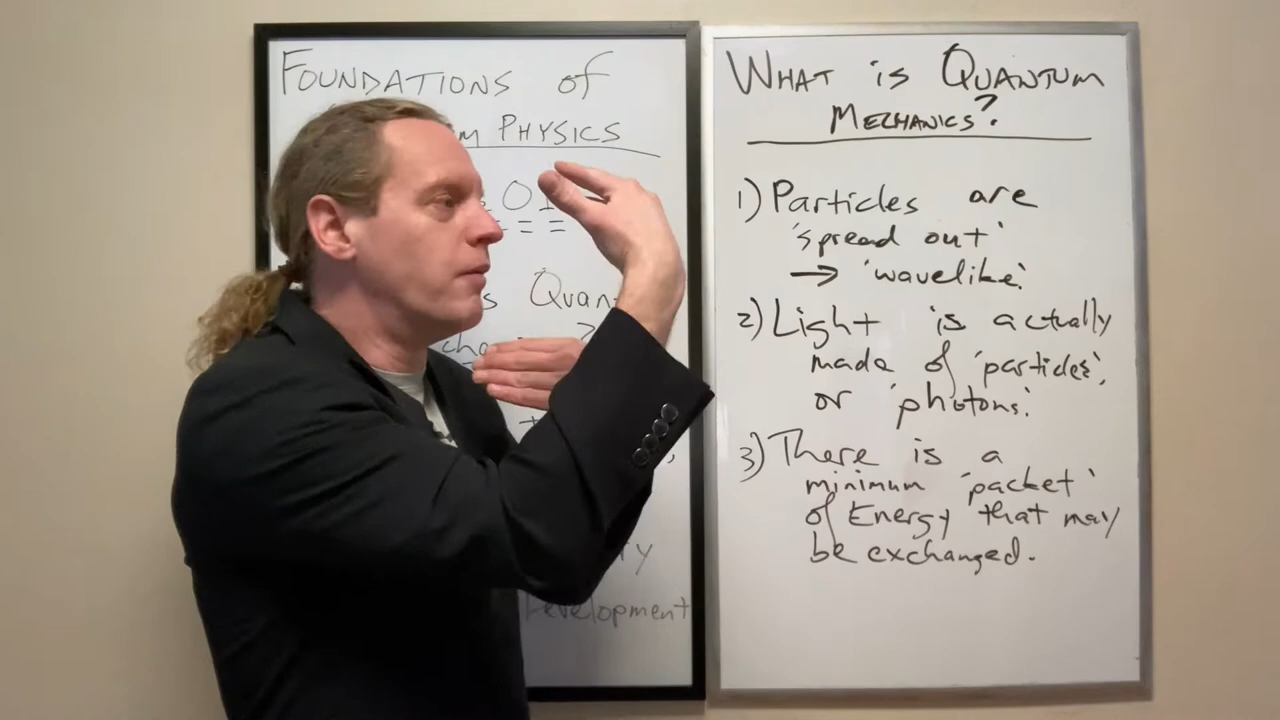 FOUNDATIONS of
PHYSICS
Development
WHAT is QUANTUM
MECHANICS?
1) Particles are
'spread out'
→ 'wavelike'.
2) Light is actually
made of 'particles',
or 'photons'.
3) There is a
minimum 'packet'
of Energy that may
be exchanged.